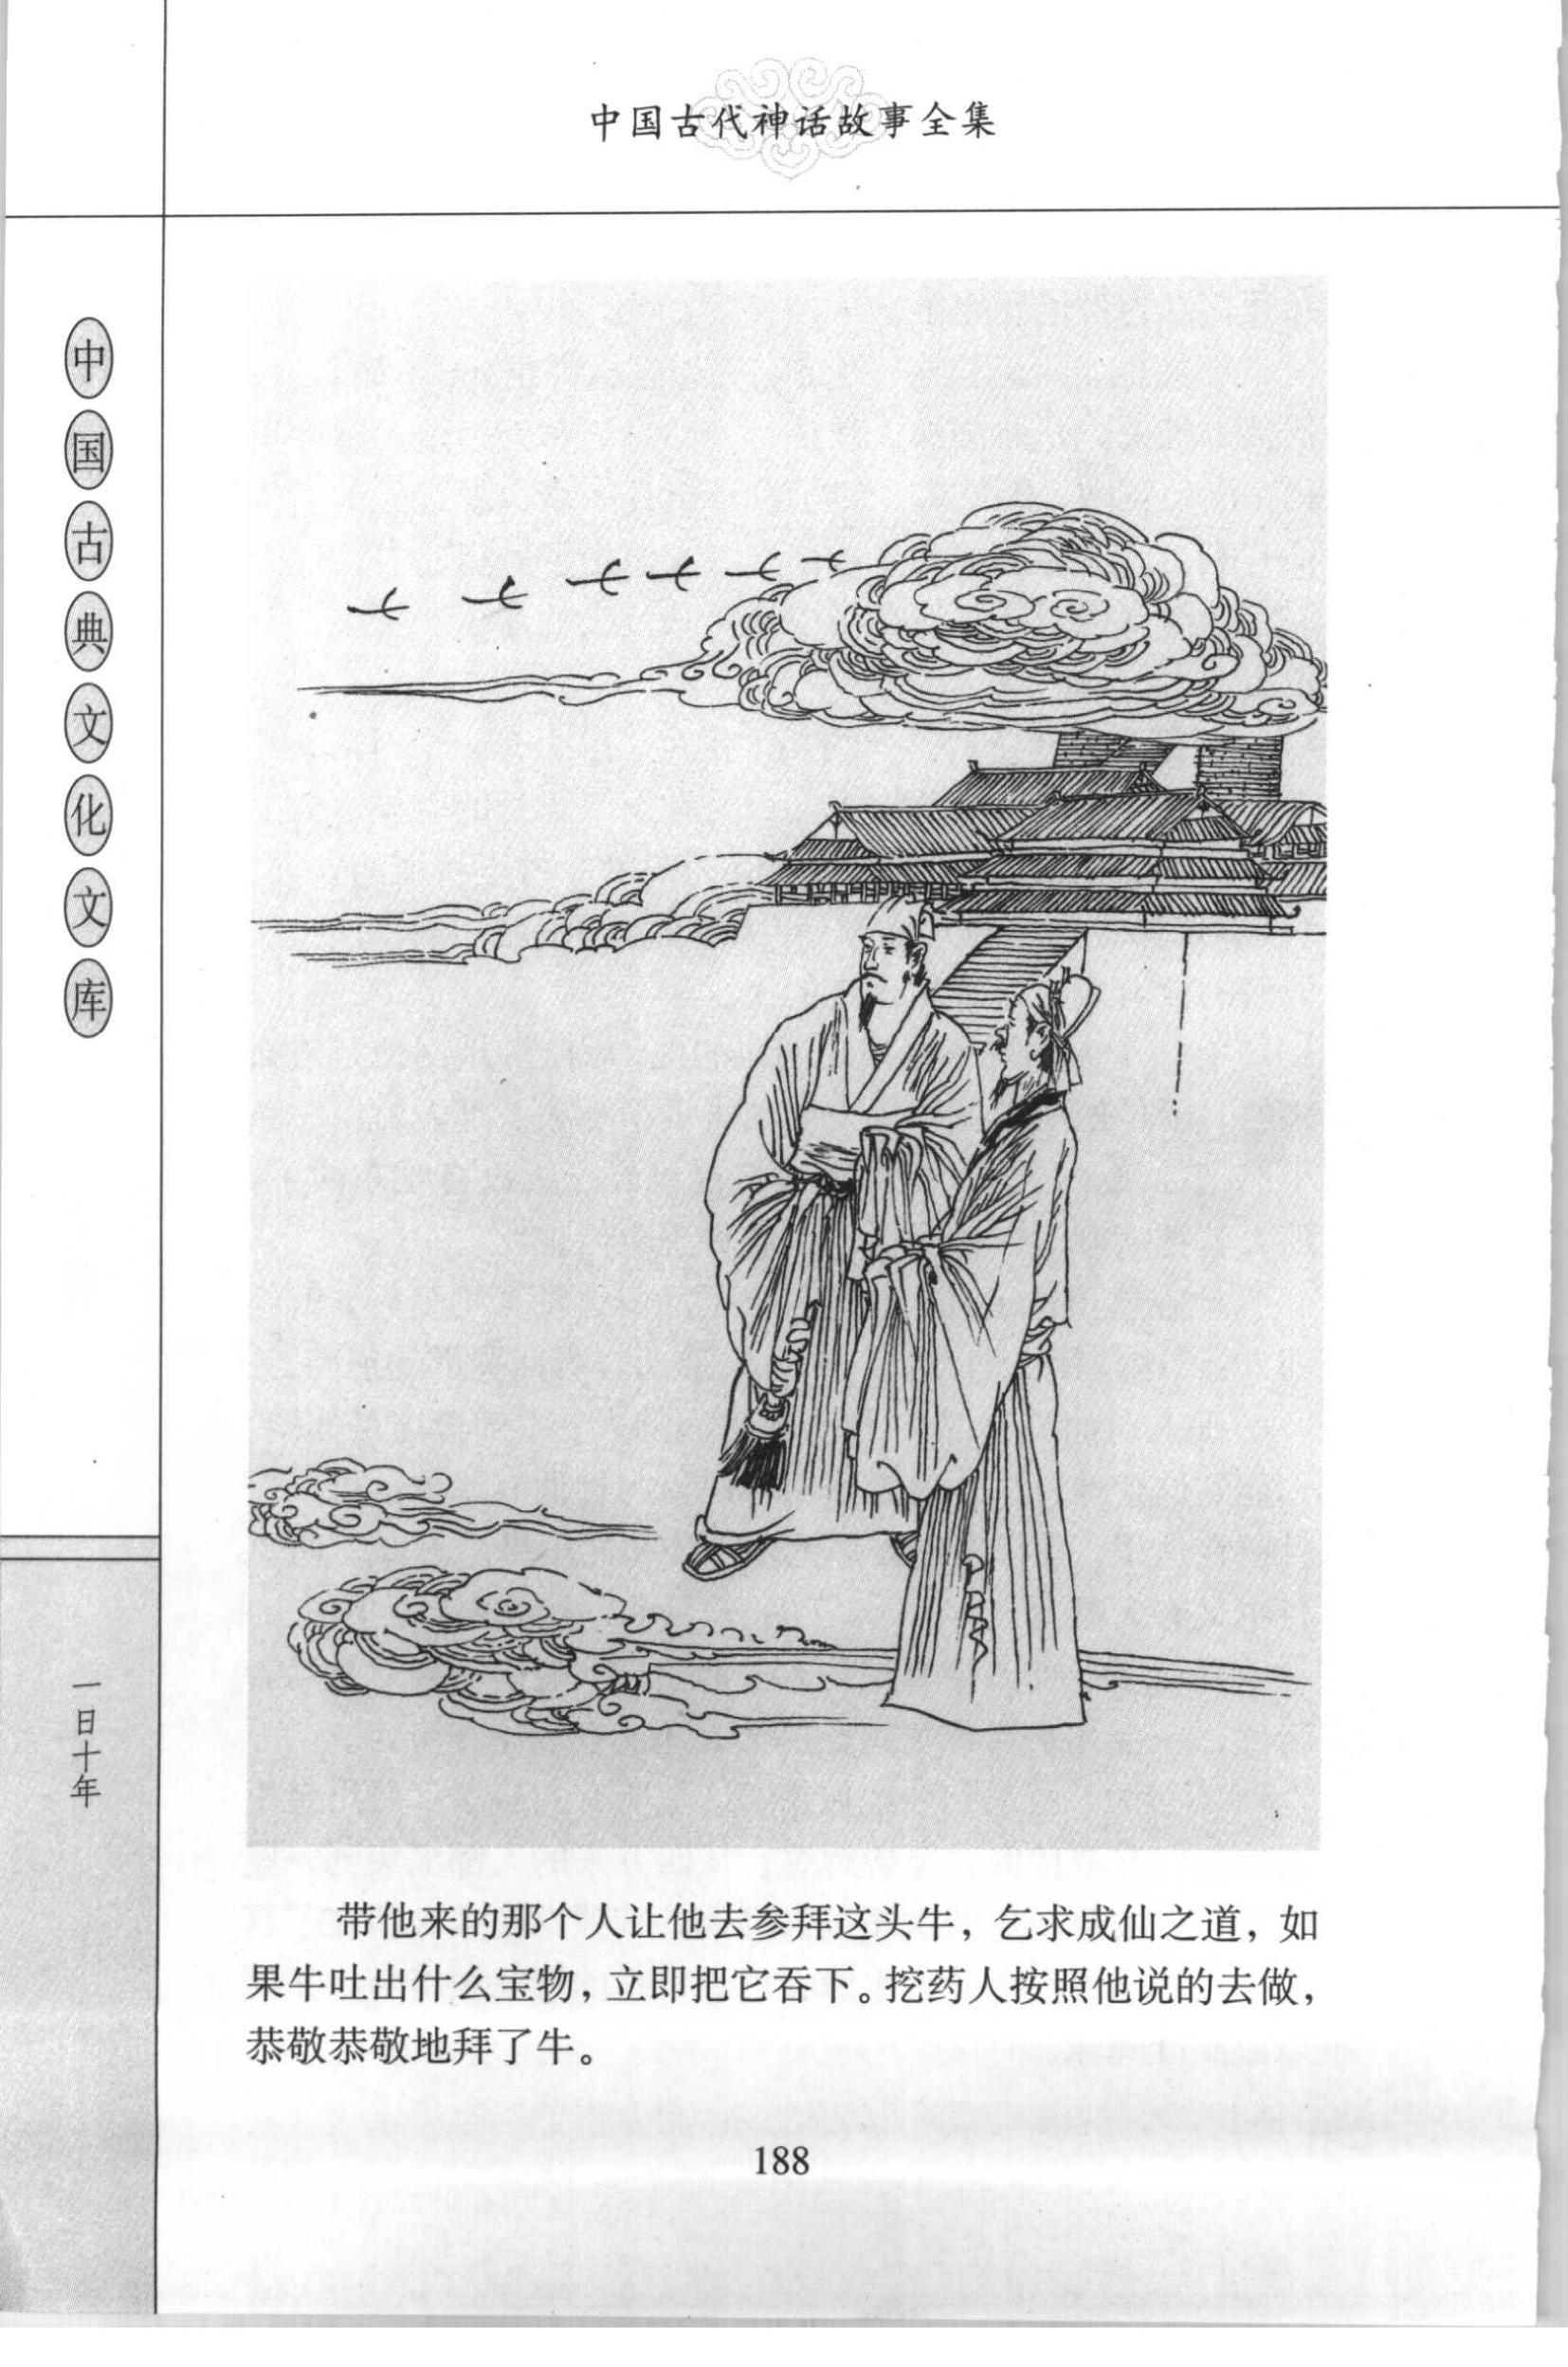 中国古代神话故事全集
中国古典文化文库
一日十年
带他来的那个人让他去参拜这头牛，乞求成仙之道，如
果牛吐出什么宝物，立即把它吞下。挖药人按照他说的去做，
恭敬恭敬地拜了牛。
188